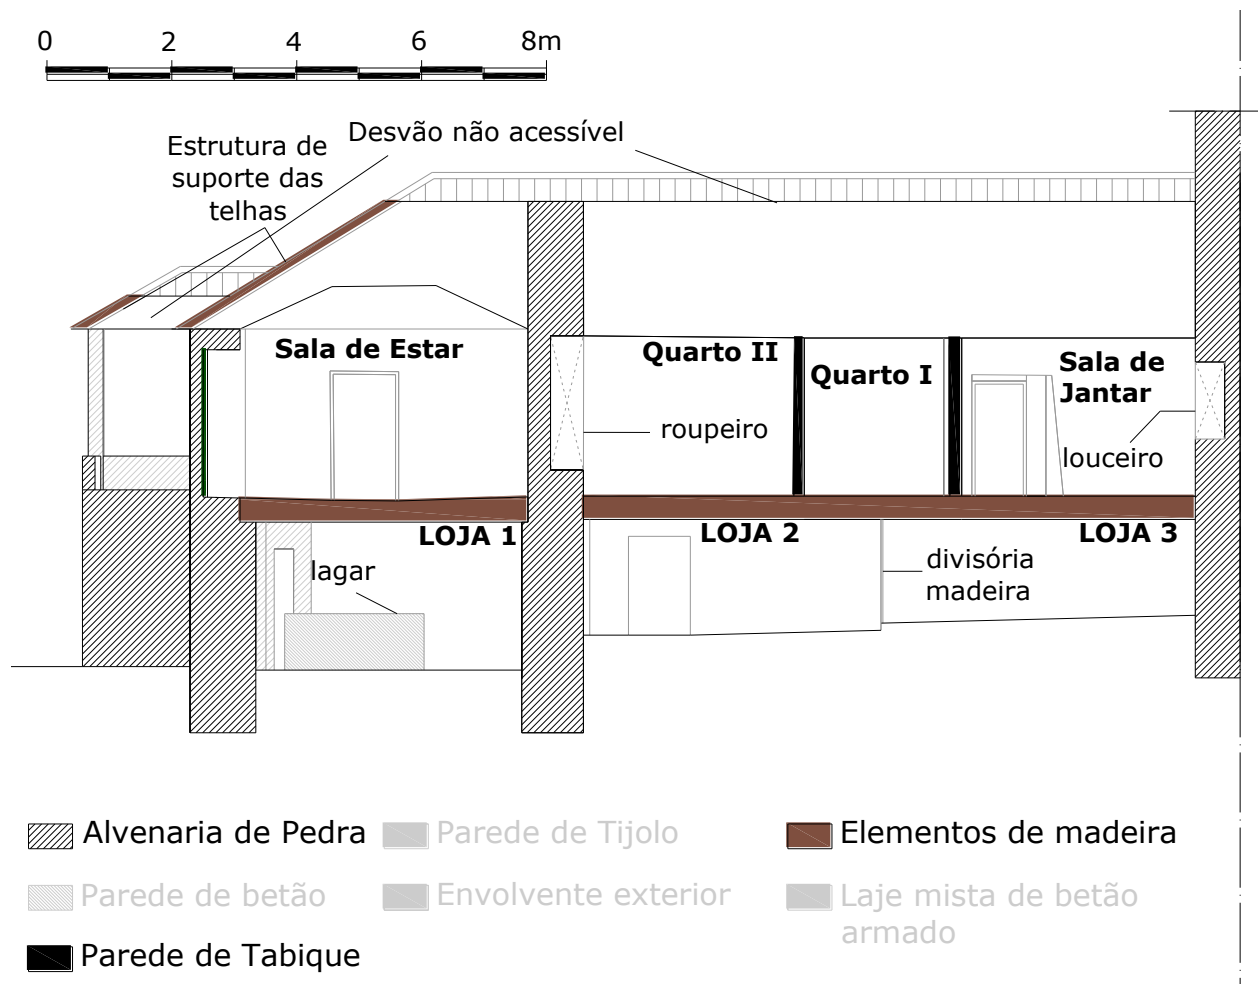 0 2 4 6 8m
Desvão não acessível
Estrutura de
suporte das
telhas
Sala de Estar
Quarto II
Quarto I
Sala de
Jantar
roupeiro
louceiro
LOJA 1
LOJA 2
LOJA 3
lagar
divisória
madeira
Alvenaria de Pedra
Parede de Tijolo
Elementos de madeira
Parede de betão
Envolvente exterior
Laje mista de betão
armado
Parede de Tabique